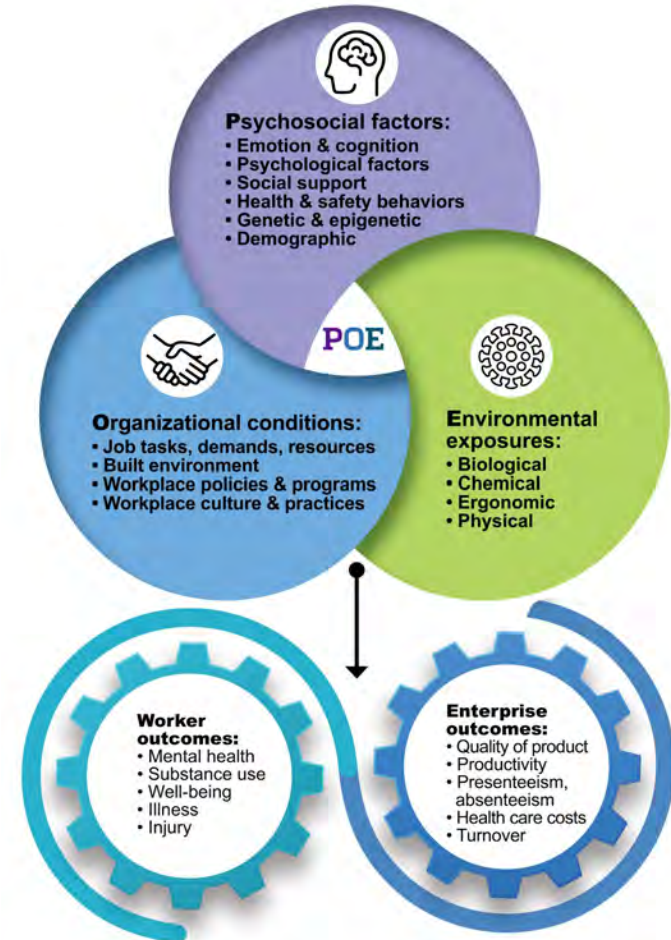 Psychosocial factors:
• Emotion & cognition
• Psychological factors
• Social support
• Health & safety behaviors
• Genetic & epigenetic
• Demographic
POE
Organizational conditions:
• Job tasks, demands, resources
• Built environment
• Workplace policies & programs
• Workplace culture & practices
Environmental
exposures:
• Biological
• Chemical
• Ergonomic
• Physical
Worker
outcomes:
• Mental health
• Substance use
• Well-being
• Illness
• Injury
Enterprise
outcomes:
• Quality of product
• Productivity
• Presenteeism,
absenteeism
• Health care costs
• Turnover